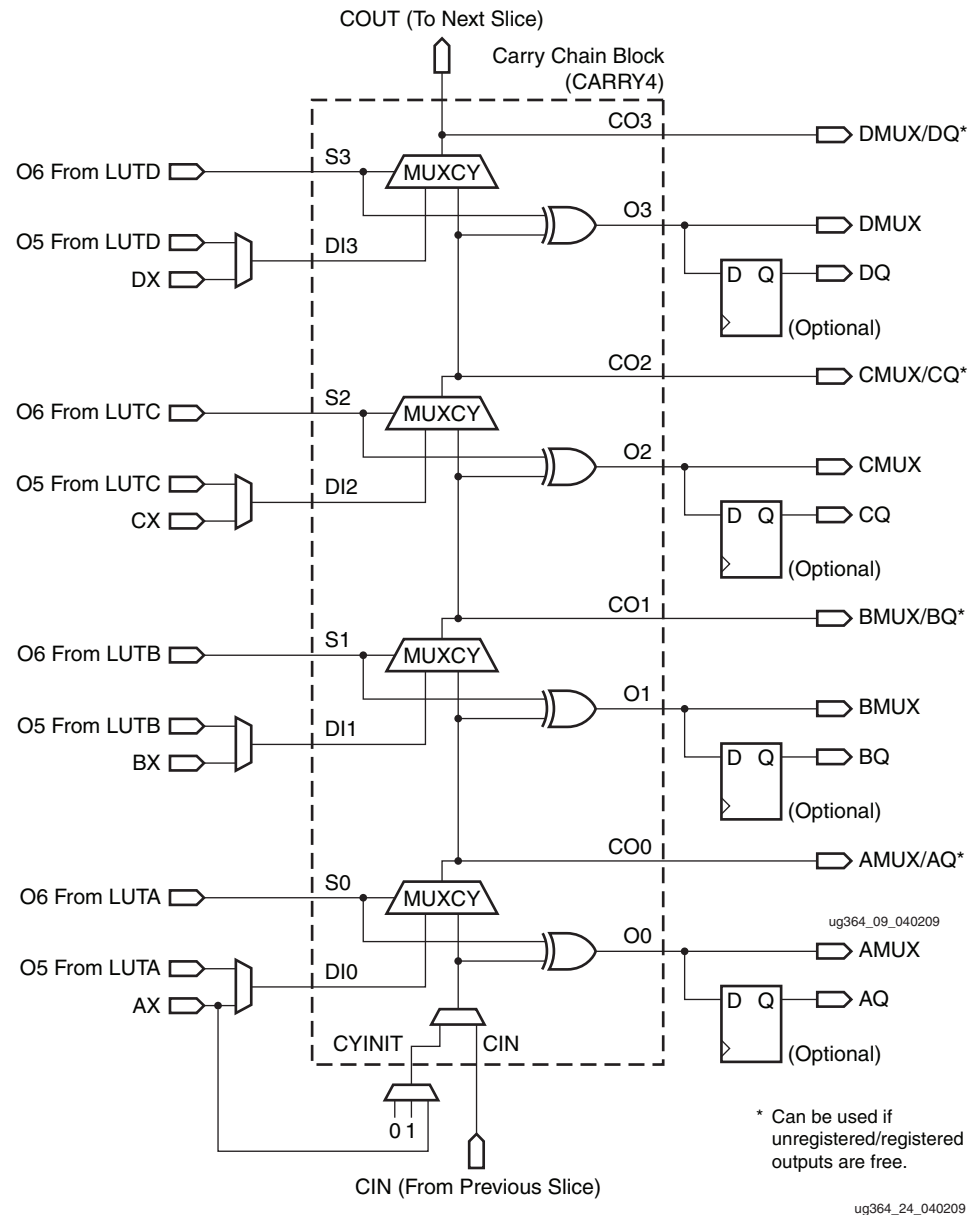 COUT (To Next Slice)
Carry Chain Block
(CARRY4)
CO3
DMUX/DQ*
O6 From LUTD
S3
MUXCY
O3
DMUX
O5 From LUTD
DI3
DX
D Q
DQ
(Optional)
CO2
CMUX/CQ*
O6 From LUTC
S2
MUXCY
O2
CMUX
O5 From LUTC
DI2
CX
D Q
CQ
(Optional)
CO1
BMUX/BQ*
O6 From LUTB
S1
MUXCY
O1
BMUX
O5 From LUTB
DI1
BX
D Q
BQ
(Optional)
CO0
AMUX/AQ*
O6 From LUTA
S0
MUXCY
ug364_09_040209
O0
AMUX
O5 From LUTA
DI0
AX
D Q
AQ
CYINIT
CIN
(Optional)
0 1
* Can be used if
unregistered/registered
outputs are free.
CIN (From Previous Slice)
ug364_24_040209